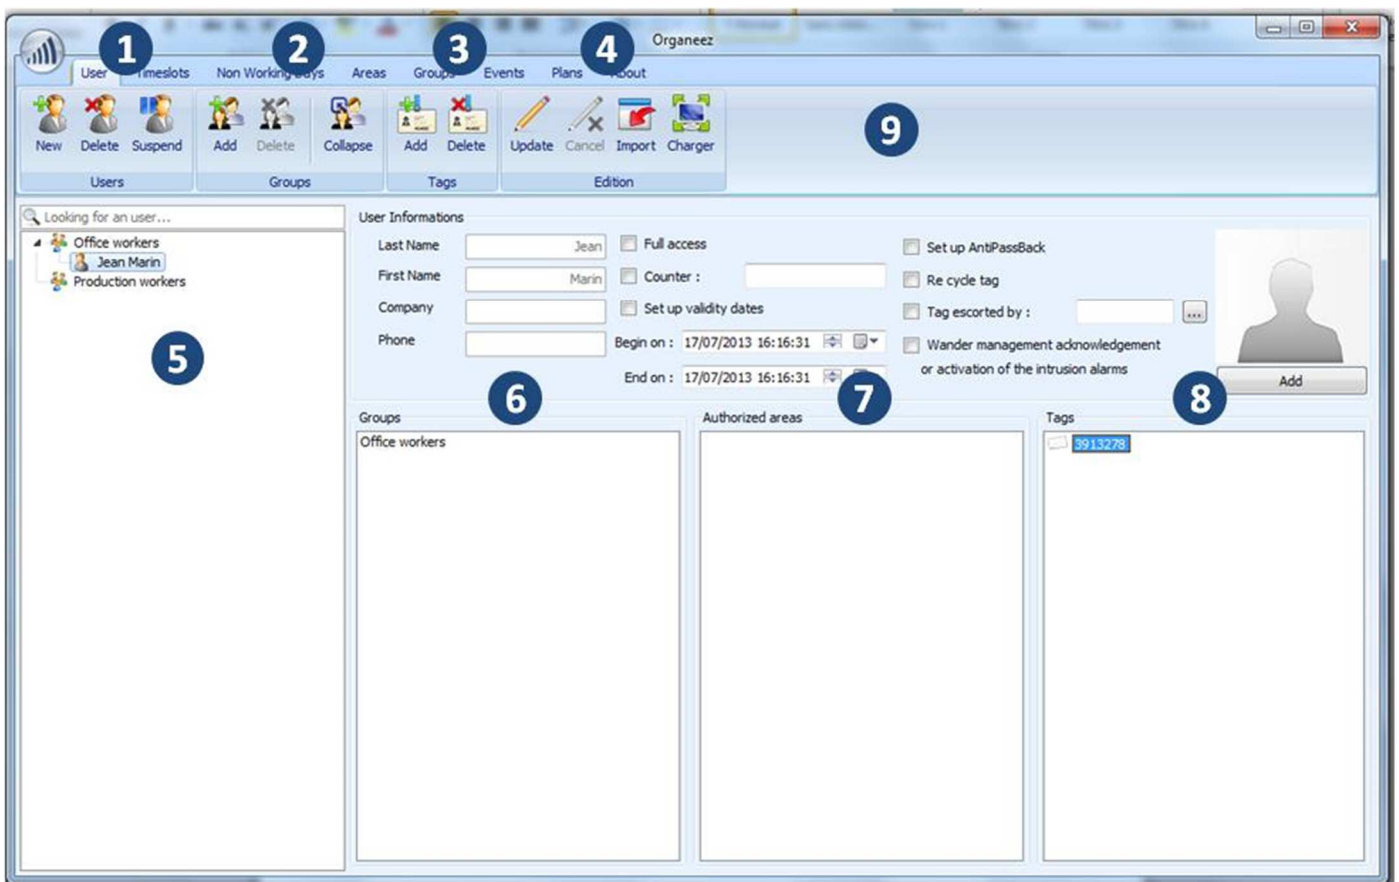 Organeez
1 2 3 4
User Timeslots Non Working Days Areas Groups Events Plans About
New Delete Suspend Add Delete Collapse Add Delete Update Cancel Import Charger
9
Users Groups Tags Edition
Looking for an user...
Office workers
Jean Marin
Production workers
5
User Informations
Last Name Jean
First Name Marin
Company
Phone
Full access
Counter :
Set up validity dates
Begin on : 17/07/2013 16:16:31
End on : 17/07/2013 16:16:31
Set up AntiPassBack
Re cycle tag
Tag escorted by : ...
Wander management acknowledgement
or activation of the intrusion alarms
Add
6 7 8
Groups Authorized areas Tags
Office workers 3913278